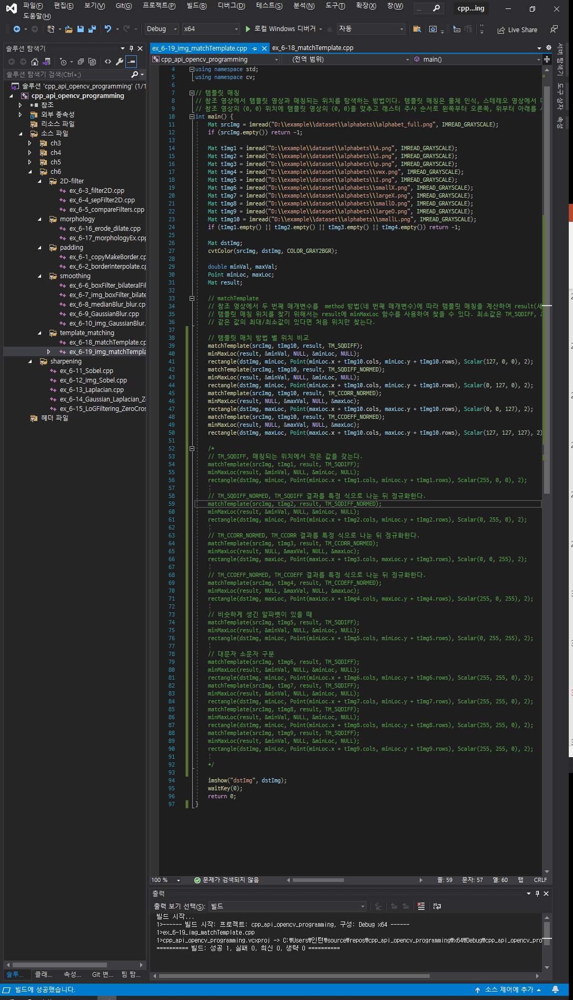 파일(F) 편집(E) 보기(V) Git(G) 프로젝트(P) 빌드(B) 디버그(D) 테스트(S) 분석(N) 도구(T) 확장(X) 창(W) ... cpp...ing
도움말(H)
Debug x64 로컬 Windows 디버거 자동 Live Share
솔루션 탐색기
솔루션 탐색기 검색(Ctrl+;)
솔루션 'cpp_api_opencv_programming' (1/1
cpp_api_opencv_programming
참조
외부 종속성
리소스 파일
소스 파일
ch3
ch4
ch5
ch6
2D-filter
ex_6-3_filter2D.cpp
ex_6-4_sepFilter2D.cpp
ex_6-5_compareFilters.cpp
morphology
ex_6-16_erode_dilate.cpp
ex_6-17_morphologyEx.cpp
padding
ex_6-1_copyMakeBorder.cp
ex_6-2_borderInterpolate.cp
smoothing
ex_6-6_boxFilter_bilateralFil
ex_6-7_img_boxFilter_bilate
ex_6-8_medianBlur_blur.cp
ex_6-9_GaussianBlur.cpp
ex_6-10_img_GaussianBlur.
template_matching
ex_6-18_matchTemplate.cp
ex_6-19_img_matchTempla
sharpening
ex_6-11_Sobel.cpp
ex_6-12_img_Sobel.cpp
ex_6-13_Laplacian.cpp
ex_6-14_Gaussian_Laplacian_Z
ex_6-15_LoGFiltering_ZeroCros
헤더 파일
솔루... 클래... 속성... Git 변... 팀 탐...
ex_6-19_img_matchTemplate.cpp ex_6-18_matchTemplate.cpp
cpp_api_opencv_programming (전역 범위) main()
4 using namespace std;
5 using namespace cv;
6
7 // 템플릿 매칭
8 // 참조 영상에서 템플릿 영상과 매칭되는 위치를 탐색하는 방법이다. 템플릿 매칭은 물체 인식, 스테레오 영상에서
9 // 참조 영상의 (0, 0) 위치에 템플릿 영상의 (0, 0)을 맞추고 래스터 주사 순서로 왼쪽부터 오른쪽, 위부터 아래를
10 int main() {
11 Mat srcImg = imread("D:\\example\\dataset\\alphabets\\alphabet_full.png", IMREAD_GRAYSCALE);
12 if (srcImg.empty()) return -1;
13
14 Mat tImg1 = imread("D:\\example\\dataset\\alphabets\\A.png", IMREAD_GRAYSCALE);
15 Mat tImg2 = imread("D:\\example\\dataset\\alphabets\\S.png", IMREAD_GRAYSCALE);
16 Mat tImg3 = imread("D:\\example\\dataset\\alphabets\\p.png", IMREAD_GRAYSCALE);
17 Mat tImg4 = imread("D:\\example\\dataset\\alphabets\\vwx.png", IMREAD_GRAYSCALE);
18 Mat tImg5 = imread("D:\\example\\dataset\\alphabets\\I.png", IMREAD_GRAYSCALE);
19 Mat tImg6 = imread("D:\\example\\dataset\\alphabets\\smallX.png", IMREAD_GRAYSCALE);
20 Mat tImg7 = imread("D:\\example\\dataset\\alphabets\\largeX.png", IMREAD_GRAYSCALE);
21 Mat tImg8 = imread("D:\\example\\dataset\\alphabets\\smallO.png", IMREAD_GRAYSCALE);
22 Mat tImg9 = imread("D:\\example\\dataset\\alphabets\\largeO.png", IMREAD_GRAYSCALE);
23 Mat tImg10 = imread("D:\\example\\dataset\\alphabets\\smallL.png", IMREAD_GRAYSCALE);
24 if (tImg1.empty() || tImg2.empty() || tImg3.empty() || tImg4.empty()) return -1;
25
26 Mat dstImg;
27 cvtColor(srcImg, dstImg, COLOR_GRAY2BGR);
28
29 double minVal, maxVal;
30 Point minLoc, maxLoc;
31 Mat result;
32
33 // matchTemplate
34 // 참조 영상에서 두 번째 매개변수를 method 방법(네 번째 매개변수)에 따라 템플릿 매칭을 계산하여 result(세
35 // 템플릿 매칭 위치를 찾기 위해서는 result에 minMaxLoc 함수를 사용하여 찾을 수 있다. 최소값은 TM_SQDIFF,
36 // 같은 값의 최대/최소값이 있다면 처음 위치만 찾는다.
37
38 // 템플릿 매치 방법 별 위치 비교
39 matchTemplate(srcImg, tImg10, result, TM_SQDIFF);
40 minMaxLoc(result, &minVal, NULL, &minLoc, NULL);
41 rectangle(dstImg, minLoc, Point(minLoc.x + tImg10.cols, minLoc.y + tImg10.rows), Scalar(127, 0, 0), 2);
42 matchTemplate(srcImg, tImg10, result, TM_SQDIFF_NORMED);
43 minMaxLoc(result, &minVal, NULL, &minLoc, NULL);
44 rectangle(dstImg, minLoc, Point(minLoc.x + tImg10.cols, minLoc.y + tImg10.rows), Scalar(0, 127, 0), 2);
45 matchTemplate(srcImg, tImg10, result, TM_CCORR_NORMED);
46 minMaxLoc(result, NULL, &maxVal, NULL, &maxLoc);
47 rectangle(dstImg, maxLoc, Point(maxLoc.x + tImg10.cols, maxLoc.y + tImg10.rows), Scalar(0, 0, 127), 2);
48 matchTemplate(srcImg, tImg10, result, TM_CCOEFF_NORMED);
49 minMaxLoc(result, NULL, &maxVal, NULL, &maxLoc);
50 rectangle(dstImg, maxLoc, Point(maxLoc.x + tImg10.cols, maxLoc.y + tImg10.rows), Scalar(127, 127, 127), 2)
51
52 /*
53 // TM_SQDIFF, 매칭되는 위치에서 작은 값을 갖는다.
54 matchTemplate(srcImg, tImg1, result, TM_SQDIFF);
55 minMaxLoc(result, &minVal, NULL, &minLoc, NULL);
56 rectangle(dstImg, minLoc, Point(minLoc.x + tImg1.cols, minLoc.y + tImg1.rows), Scalar(255, 0, 0), 2);
57
58 // TM_SQDIFF_NORMED, TM_SQDIFF 결과를 특정 식으로 나눈 뒤 정규화한다.
59 matchTemplate(srcImg, tImg2, result, TM_SQDIFF_NORMED);
60 minMaxLoc(result, &minVal, NULL, &minLoc, NULL);
61 rectangle(dstImg, minLoc, Point(minLoc.x + tImg2.cols, minLoc.y + tImg2.rows), Scalar(0, 255, 0), 2);
62
63 // TM_CCORR_NORMED, TM_CCORR 결과를 특정 식으로 나눈 뒤 정규화한다.
64 matchTemplate(srcImg, tImg3, result, TM_CCORR_NORMED);
65 minMaxLoc(result, NULL, &maxVal, NULL, &maxLoc);
66 rectangle(dstImg, maxLoc, Point(maxLoc.x + tImg3.cols, maxLoc.y + tImg3.rows), Scalar(0, 0, 255), 2);
67
68 // TM_CCOEFF_NORMED, TM_CCOEFF 결과를 특정 식으로 나눈 뒤 정규화한다.
69 matchTemplate(srcImg, tImg4, result, TM_CCOEFF_NORMED);
70 minMaxLoc(result, NULL, &maxVal, NULL, &maxLoc);
71 rectangle(dstImg, maxLoc, Point(maxLoc.x + tImg4.cols, maxLoc.y + tImg4.rows), Scalar(255, 0, 255), 2);
72
73 // 비슷하게 생긴 알파벳이 있을 때
74 matchTemplate(srcImg, tImg5, result, TM_SQDIFF);
75 minMaxLoc(result, &minVal, NULL, &minLoc, NULL);
76 rectangle(dstImg, minLoc, Point(minLoc.x + tImg5.cols, minLoc.y + tImg5.rows), Scalar(0, 255, 255), 2);
77
78 // 대문자 소문자 구분
79 matchTemplate(srcImg, tImg6, result, TM_SQDIFF);
80 minMaxLoc(result, &minVal, NULL, &minLoc, NULL);
81 rectangle(dstImg, minLoc, Point(minLoc.x + tImg6.cols, minLoc.y + tImg6.rows), Scalar(255, 255, 0), 2);
82 matchTemplate(srcImg, tImg7, result, TM_SQDIFF);
83 minMaxLoc(result, &minVal, NULL, &minLoc, NULL);
84 rectangle(dstImg, minLoc, Point(minLoc.x + tImg7.cols, minLoc.y + tImg7.rows), Scalar(255, 255, 0), 2);
85 matchTemplate(srcImg, tImg8, result, TM_SQDIFF);
86 minMaxLoc(result, &minVal, NULL, &minLoc, NULL);
87 rectangle(dstImg, minLoc, Point(minLoc.x + tImg8.cols, minLoc.y + tImg8.rows), Scalar(255, 255, 0), 2);
88 matchTemplate(srcImg, tImg9, result, TM_SQDIFF);
89 minMaxLoc(result, &minVal, NULL, &minLoc, NULL);
90 rectangle(dstImg, minLoc, Point(minLoc.x + tImg9.cols, minLoc.y + tImg9.rows), Scalar(255, 255, 0), 2);
91
92 */
93
94 imshow("dstImg", dstImg);
95 waitKey(0);
96 return 0;
97 }
100 % 문제가 검색되지 않음 줄: 59 문자: 57 열: 60 탭 CRLF
서버 탐색기
도구 상자
속성
출력
출력 보기 선택(S): 빌드
빌드 시작...
1>------ 빌드 시작: 프로젝트: cpp_api_opencv_programming, 구성: Debug x64 ------
1>ex_6-19_img_matchTemplate.cpp
1>cpp_api_opencv_programming.vcxproj -> C:₩Users₩인턴₩source₩repos₩cpp_api_opencv_programming₩x64₩Debug₩cpp_api_opencv_pro
========== 빌드: 성공 1, 실패 0, 최신 0, 생략 0 ==========
빌드에 성공했습니다. 소스 제어에 추가